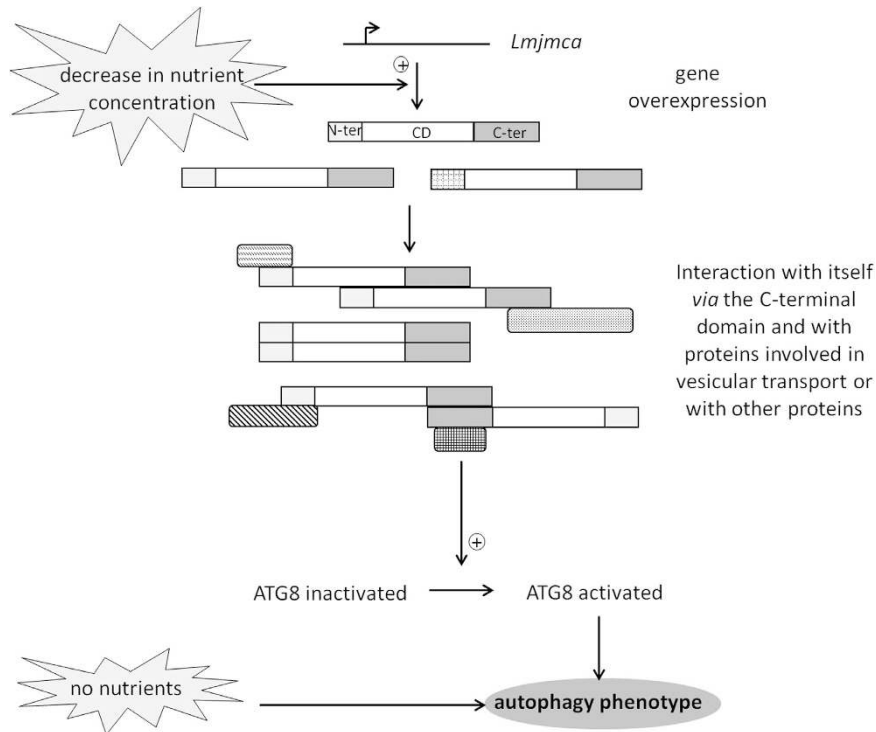 Lmjmca
decrease in nutrient
concentration
+
gene
overexpression
N-ter
CD
C-ter
Interaction with itself
via the C-terminal
domain and with
proteins involved in
vesicular transport or
with other proteins
+
ATG8 inactivated
ATG8 activated
no nutrients
autophagy phenotype